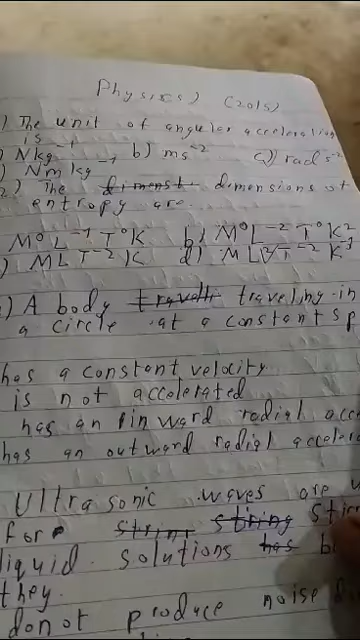 Physics) (2015)
) The unit of angular acceleration
is
) Nkg⁻¹ b) ms⁻² a) rad s⁻²
) Nm kg⁻¹
2) The dimensions of
entropy are.
M⁰L⁻¹T⁰K b) M⁰L⁻²T⁰K²
) MLT⁻²K d) ML²T⁻²K⁻¹
) A body traveling in
a circle at a constant sp
has a constant velocity
is not accelerated
has an inward radial acce
has an outward radial accelera
Ultrasonic waves are u
for stirr
liquid solutions b
they.
donot produce noise